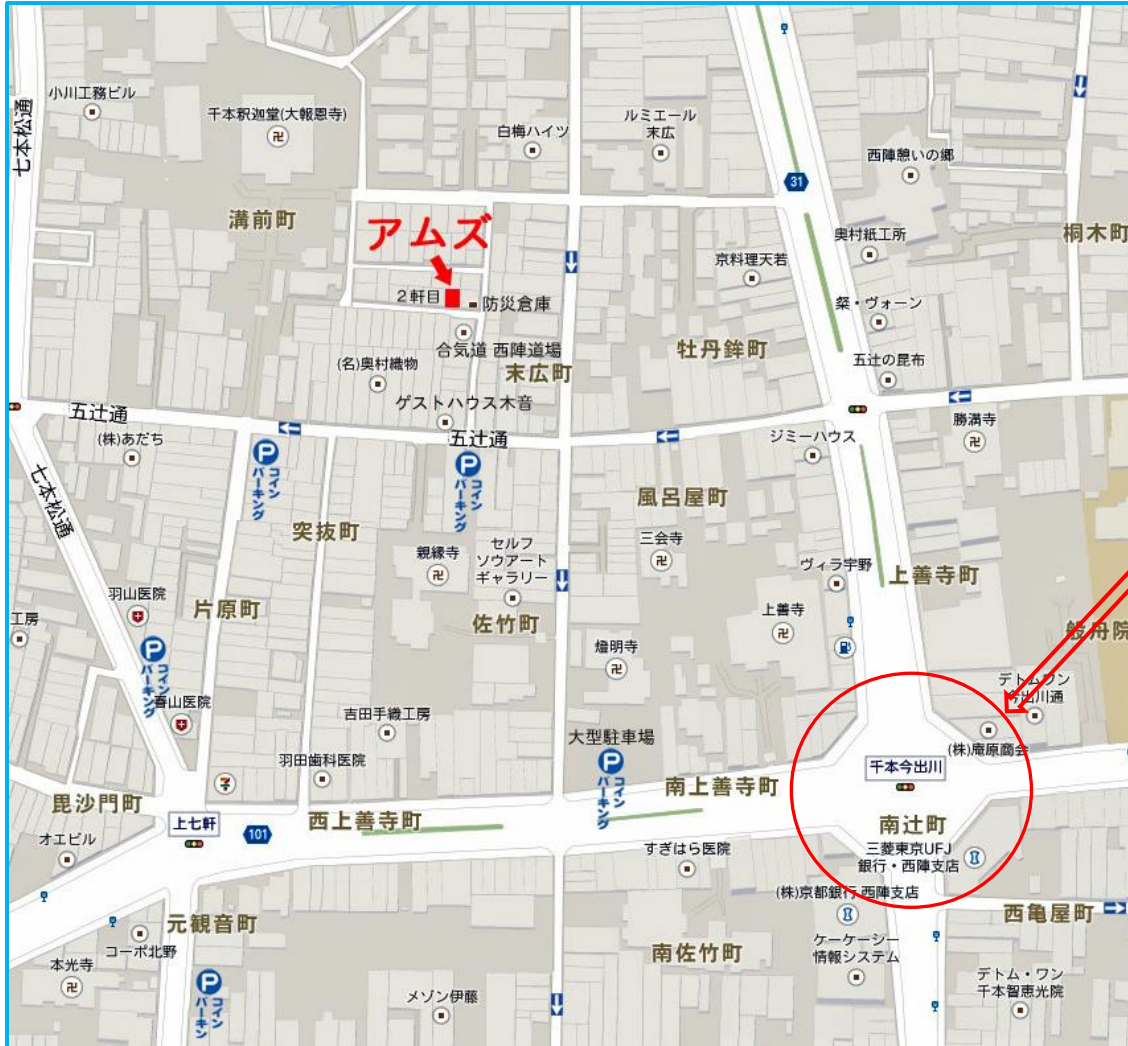 小川工務ビル
七本松通
千本釈迦堂(大報恩寺)
白梅ハイツ
ルミエール
末広
西陣憩いの郷
31
溝前町
アムズ
2軒目
防災倉庫
合気道 西陣道場
(名)奥村織物
末広町
ゲストハウス木音
京料理天若
奥村紙工所
桐木町
粲・ヴォーン
牡丹鉾町
五辻の昆布
五辻通
五辻通
(株)あだち
ジミーハウス
勝満寺
七本松通
P
コイン
パーキング
P
コイン
パーキング
突抜町
風呂屋町
親縁寺
セルフ
ソウアート
ギャラリー
三会寺
ヴィラ宇野
上善寺町
羽山医院
片原町
佐竹町
上善寺
般舟院
工房
P
コイン
パーキング
燈明寺
春山医院
吉田手織工房
デトムワン
今出川通
(株)庵原商会
羽田歯科医院
大型駐車場
P
コイン
パーキング
千本今出川
南上善寺町
毘沙門町
7
上七軒
101
西上善寺町
南辻町
オエビル
すぎはら医院
三菱東京UFJ
銀行・西陣支店
(株)京都銀行 西陣支店
西亀屋町
元観音町
コーポ北野
本光寺
P
コイン
パーキング
メゾン伊藤
南佐竹町
ケーケーシー
情報システム
デトム・ワン
千本智恵光院